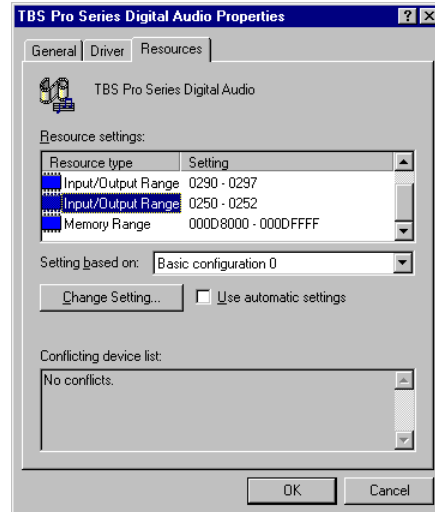 TBS Pro Series Digital Audio Properties
General Driver Resources
TBS Pro Series Digital Audio
Resource settings:
Resource type Setting
Input/Output Range 0290 - 0297
Input/Output Range 0250 - 0252
Memory Range 000D8000 - 000DFFFF
Setting based on: Basic configuration 0
Change Setting... Use automatic settings
Conflicting device list:
No conflicts.
OK Cancel